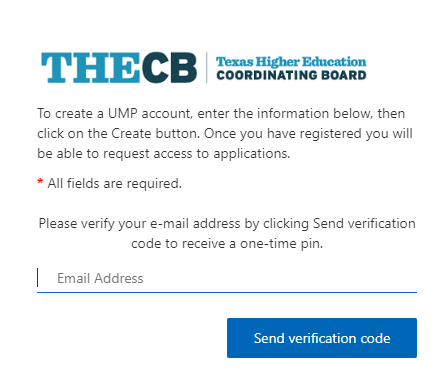 THECB
Texas Higher Education
COORDINATING BOARD
To create a UMP account, enter the information below, then
click on the Create button. Once you have registered you will
be able to request access to applications.
* All fields are required.
Please verify your e-mail address by clicking Send verification
code to receive a one-time pin.
Email Address
Send verification code